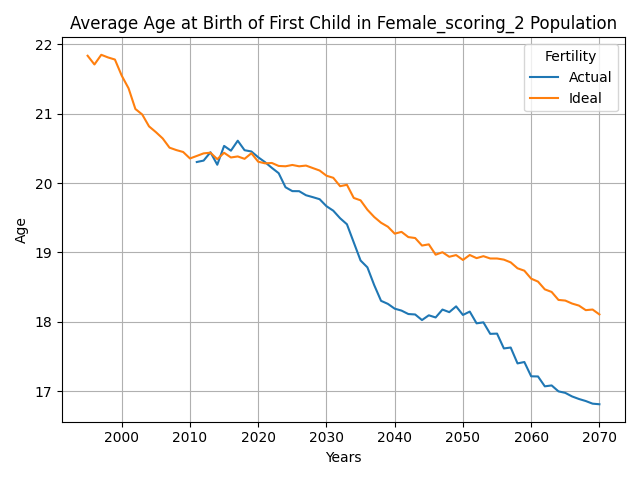 Average Age at Birth of First Child in Female_scoring_2 Population
Fertility
Actual
Ideal
Age
22
21
20
19
18
17
2000 2010 2020 2030 2040 2050 2060 2070
Years